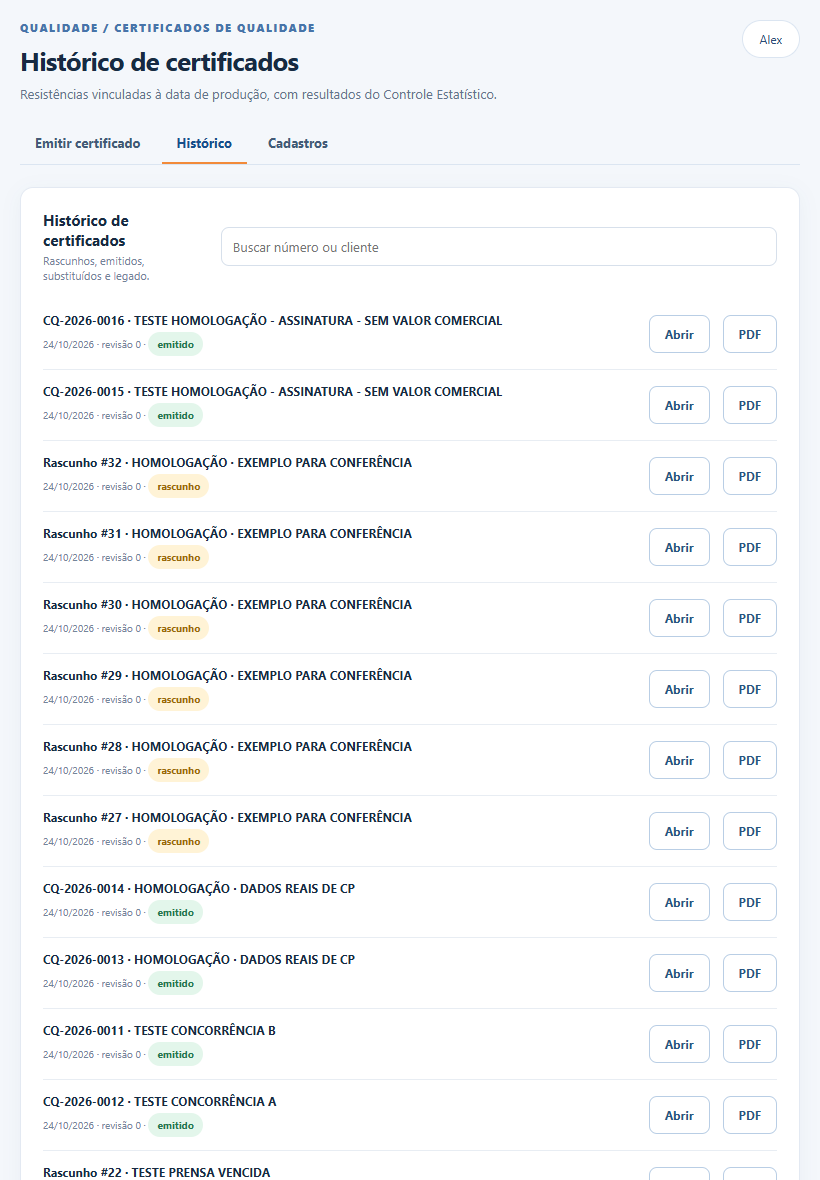 QUALIDADE / CERTIFICADOS DE QUALIDADE
Alex
Histórico de certificados
Resistências vinculadas à data de produção, com resultados do Controle Estatístico.
Emitir certificado Histórico Cadastros
Histórico de
certificados
Rascunhos, emitidos,
substituídos e legado.
Buscar número ou cliente
CQ-2026-0016 · TESTE HOMOLOGAÇÃO - ASSINATURA - SEM VALOR COMERCIAL
24/10/2026 · revisão 0 · emitido
Abrir PDF
CQ-2026-0015 · TESTE HOMOLOGAÇÃO - ASSINATURA - SEM VALOR COMERCIAL
24/10/2026 · revisão 0 · emitido
Abrir PDF
Rascunho #32 · HOMOLOGAÇÃO · EXEMPLO PARA CONFERÊNCIA
24/10/2026 · revisão 0 · rascunho
Abrir PDF
Rascunho #31 · HOMOLOGAÇÃO · EXEMPLO PARA CONFERÊNCIA
24/10/2026 · revisão 0 · rascunho
Abrir PDF
Rascunho #30 · HOMOLOGAÇÃO · EXEMPLO PARA CONFERÊNCIA
24/10/2026 · revisão 0 · rascunho
Abrir PDF
Rascunho #29 · HOMOLOGAÇÃO · EXEMPLO PARA CONFERÊNCIA
24/10/2026 · revisão 0 · rascunho
Abrir PDF
Rascunho #28 · HOMOLOGAÇÃO · EXEMPLO PARA CONFERÊNCIA
24/10/2026 · revisão 0 · rascunho
Abrir PDF
Rascunho #27 · HOMOLOGAÇÃO · EXEMPLO PARA CONFERÊNCIA
24/10/2026 · revisão 0 · rascunho
Abrir PDF
CQ-2026-0014 · HOMOLOGAÇÃO · DADOS REAIS DE CP
24/10/2026 · revisão 0 · emitido
Abrir PDF
CQ-2026-0013 · HOMOLOGAÇÃO · DADOS REAIS DE CP
24/10/2026 · revisão 0 · emitido
Abrir PDF
CQ-2026-0011 · TESTE CONCORRÊNCIA B
24/10/2026 · revisão 0 · emitido
Abrir PDF
CQ-2026-0012 · TESTE CONCORRÊNCIA A
24/10/2026 · revisão 0 · emitido
Abrir PDF
Rascunho #22 · TESTE PRENSA VENCIDA